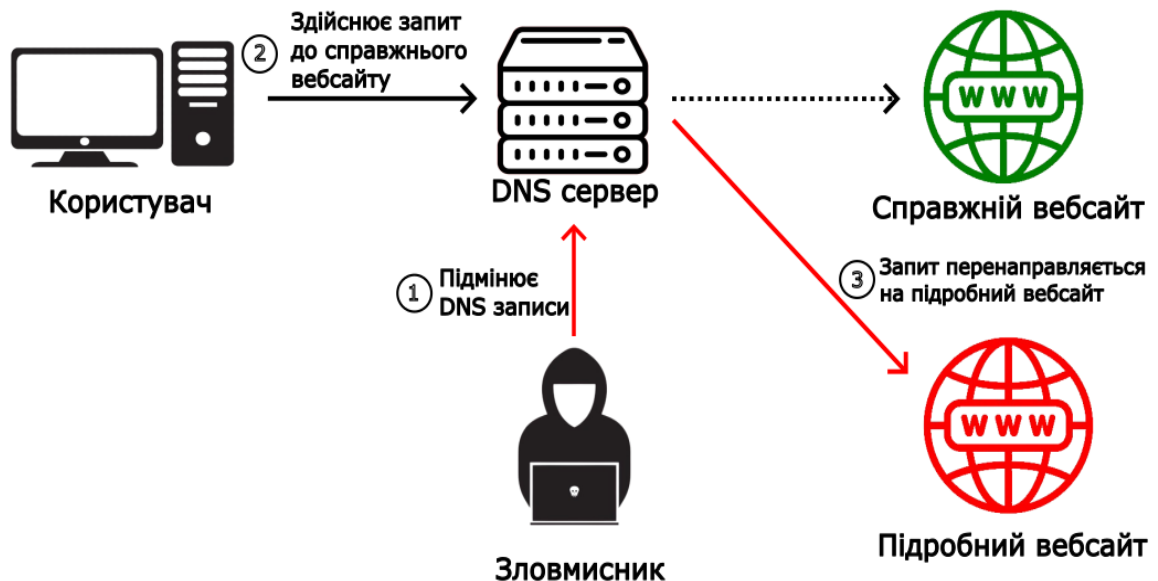 2 Здійснює запит
до справжнього
вебсайту
WWW
Користувач
DNS сервер
Справжній вебсайт
1 Підмінює
DNS записи
3 Запит перенаправляється
на підробний вебсайт
WWW
Зловмисник
Підробний вебсайт